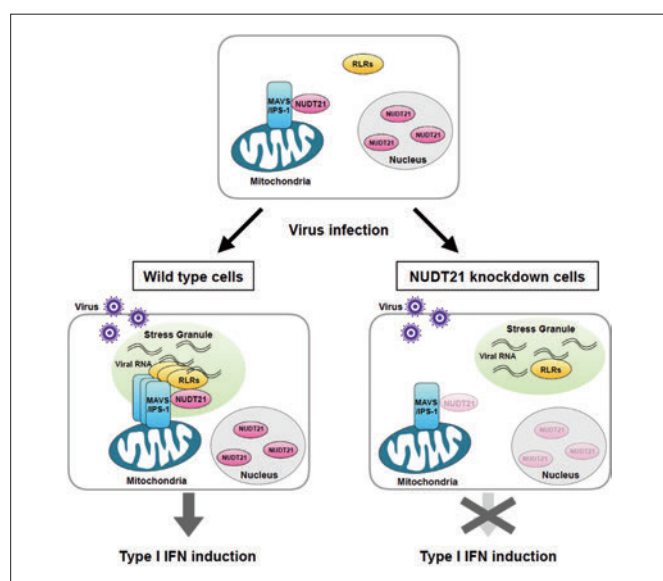 RLRs
MAVS
/IPS-1
NUDT21
NUDT21
NUDT21
NUDT21
Nucleus
Mitochondria
Virus infection
Wild type cells
NUDT21 knockdown cells
Virus
Stress Granule
Viral RNA
RLRs
NUDT21
MAVS
/IPS-1
NUDT21
NUDT21
NUDT21
Nucleus
Mitochondria
Virus
Stress Granule
Viral RNA
RLRs
MAVS
/IPS-1
NUDT21
NUDT21
NUDT21
NUDT21
Nucleus
Mitochondria
Type I IFN induction
Type I IFN induction